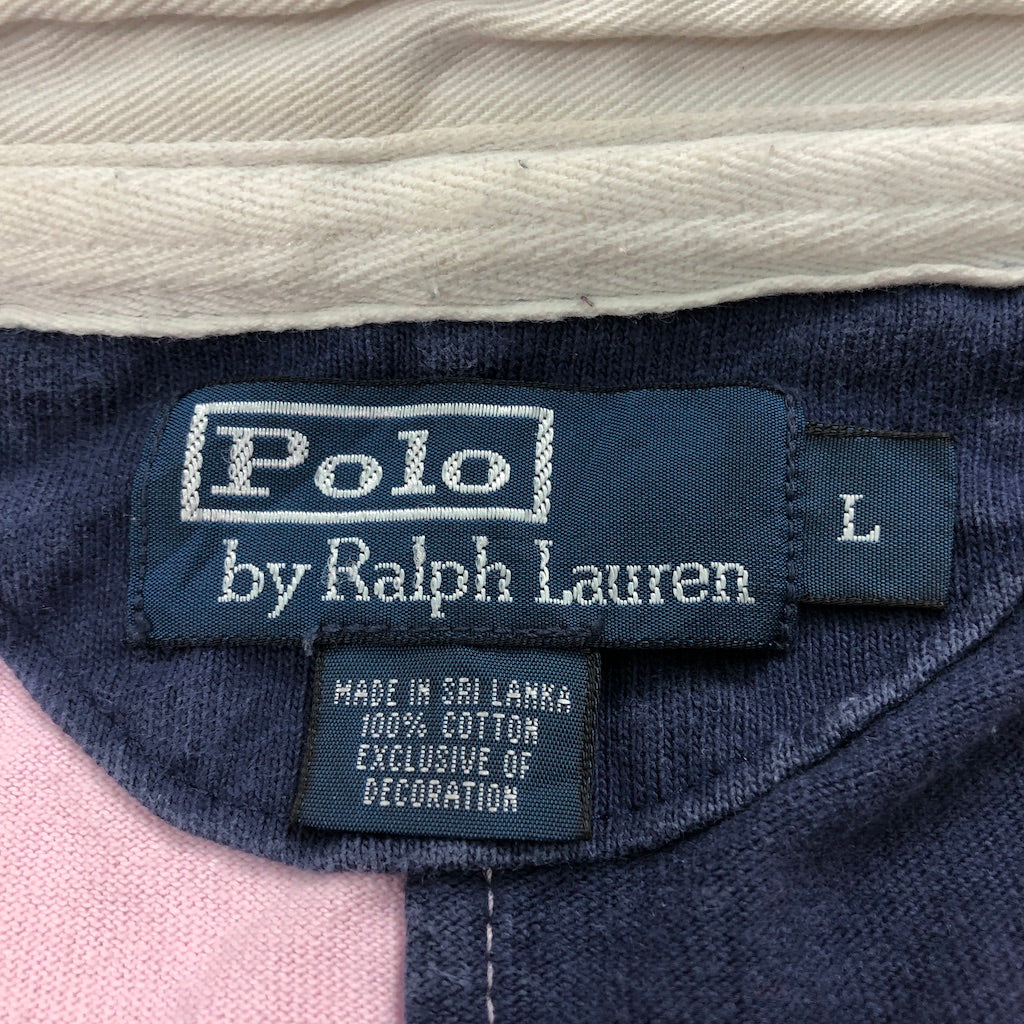 Polo
by Ralph Lauren
L
MADE IN SRI LANKA
100% COTTON
EXCLUSIVE OF
DECORATION